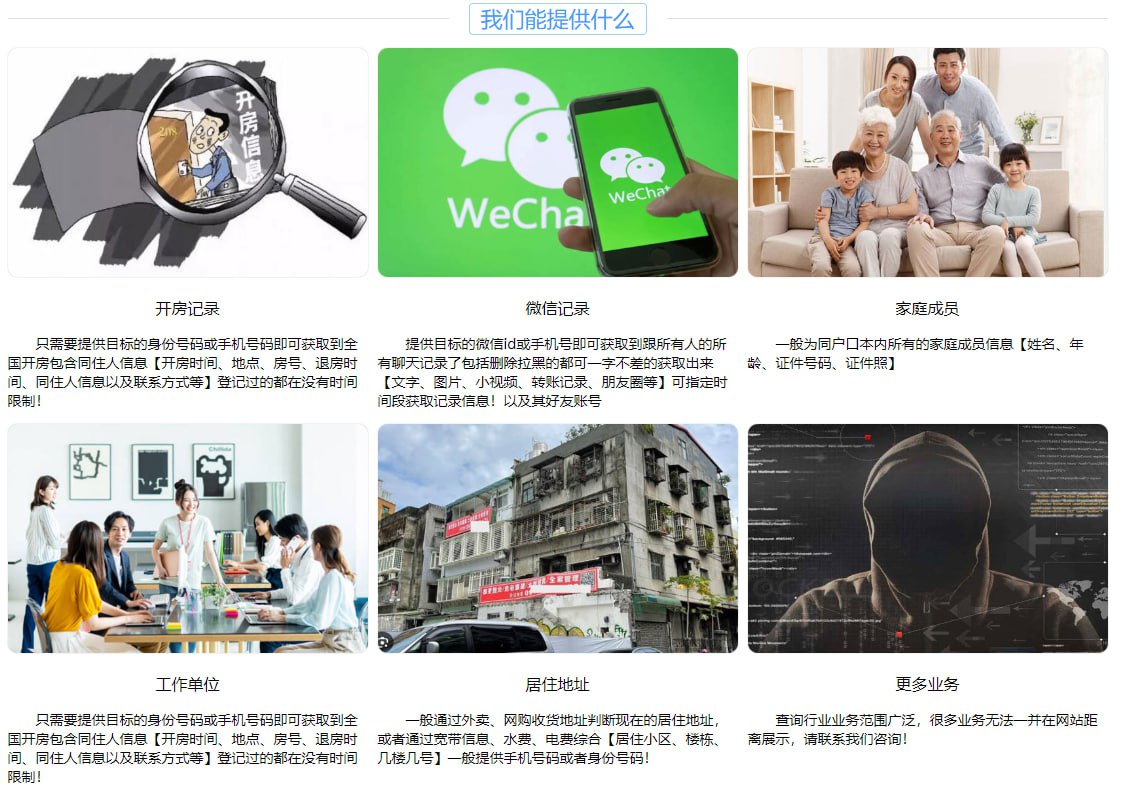 我们能提供什么
开房信息
208
WeCha
WeChat
开房记录
微信记录
家庭成员
只需要提供目标的身份号码或手机号码即可获取到全
国开房包含同住人信息【开房时间、地点、房号、退房时
间、同住人信息以及联系方式等】登记过的都在没有时间
限制！
提供目标的微信id或手机号即可获取到跟所有人的所
有聊天记录了包括删除拉黑的都可一字不差的获取出来
【文字、图片、小视频、转账记录、朋友圈等】可指定时
间段获取记录信息！以及其好友账号
一般为同户口本内所有的家庭成员信息【姓名、年
龄、证件号码、证件照】
工作单位
居住地址
更多业务
只需要提供目标的身份号码或手机号码即可获取到全
国开房包含同住人信息【开房时间、地点、房号、退房时
间、同住人信息以及联系方式等】登记过的都在没有时间
限制！
一般通过外卖、网购收货地址判断现在的居住地址，
或者通过宽带信息、水费、电费综合【居住小区、楼栋、
几楼几号】一般提供手机号码或者身份号码！
查询行业业务范围广泛，很多业务无法一并在网站距
离展示，请联系我们咨询！